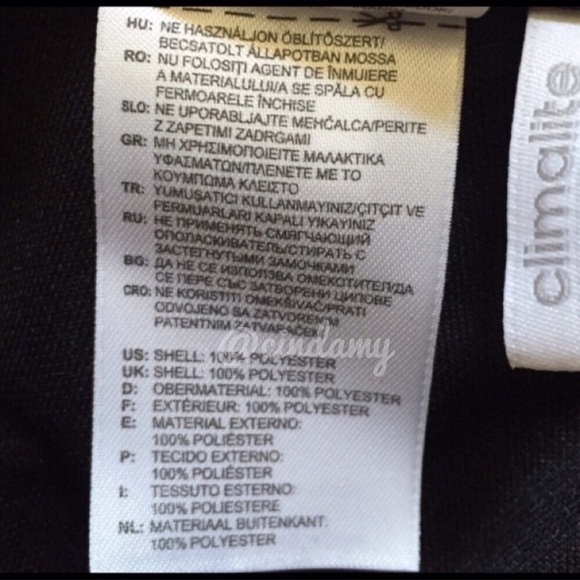 HU: NE HASZNÁLJON ÖBLÍTŐSZERT/
BECSATOLT ÁLLAPOTBAN MOSSA
RO: NU FOLOSITI AGENT DE ÎNMUIERE
A MATERIALULUI/A SE SPĂLA CU
FERMOARELE ÎNCHISE
SLO: NE UPORABLJAJTE MEHČALCA/PERITE
Z ZAPETIMI ZADRGAMI
GR: ΜΗ ΧΡΗΣΙΜΟΠΟΙΕΙΤΕ ΜΑΛΑΚΤΙΚΑ
ΥΦΑΣΜΑΤΩΝ/ΠΛΕΝΕΤΕ ΜΕ ΤΟ
ΚΟΥΜΠΩΜΑ ΚΛΕΙΣΤΟ
TR: YUMUŞATICI KULLANMAYINIZ/ÇITÇIT VE
FERMUARLARI KAPALI YIKAYINIZ
RU: НЕ ПРИМЕНЯТЬ СМЯГЧАЮЩИЙ
ОПОЛАСКИВАТЕЛЬ/СТИРАТЬ С
ЗАСТЕГНУТЫМИ ЗАМОЧКАМИ
BG: ДА НЕ СЕ ИЗПОЛЗВА ОМЕКСТИТЕЛ/ДА
СЕ ПЕРЕ СЪС ЗАТВОРЕНИ ЦИПОВЕ
CRO: NE KORISTITI OMEKŠIVAČ/PRATI
ODVOJENO SA ZATVORENIM
PATENTNIM ZATVARAČEM
@cindamy
US: SHELL: 100% POLYESTER
UK: SHELL: 100% POLYESTER
D: OBERMATERIAL: 100% POLYESTER
F: EXTÉRIEUR: 100% POLYESTER
E: MATERIAL EXTERNO:
100% POLIÉSTER
P: TECIDO EXTERNO:
100% POLIÉSTER
I: TESSUTO ESTERNO:
100% POLIESTERE
NL: MATERIAAL BUITENKANT:
100% POLYESTER
climalite